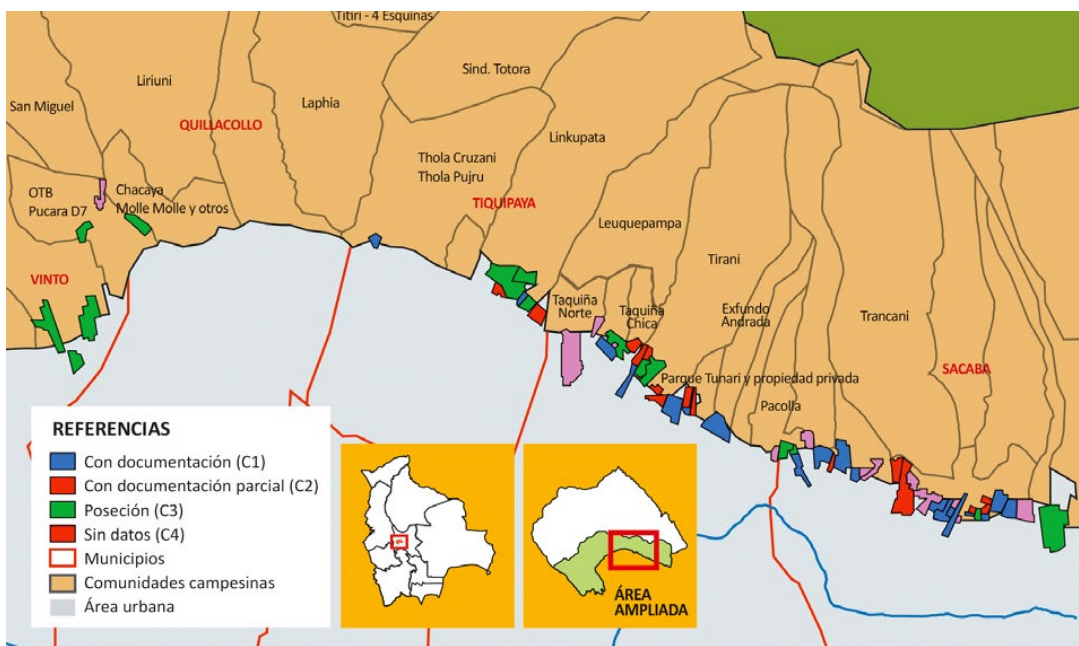 Titiri - 4 Esquinas
Liriuni
Sind. Totora
San Miguel
Laphia
QUILLACOLLO
Linkupata
Thola Cruzani
Thola Pujru
OTB
Pucara D7
Chacaya
Molle Molle y otros
TIQUIPAYA
Leuquepampa
VINTO
Tirani
Taquiña
Norte
Taquiña
Chica
Exfundo
Andrada
Trancani
SACABA
Parque Tunari y propiedad privada
Pacolla
REFERENCIAS
Con documentación (C1)
Con documentación parcial (C2)
Poseción (C3)
Sin datos (C4)
Municipios
Comunidades campesinas
Área urbana
ÁREA
AMPLIADA